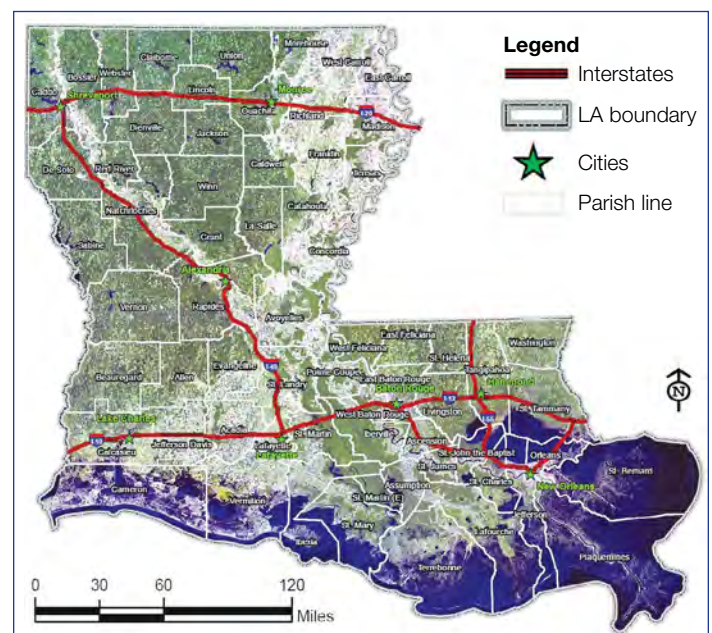 Legend
Interstates
LA boundary
Cities
Parish line
Morehouse
Union
Claiborne
West Carroll
Webster
Bossier
East Carroll
Caddo
Lincoln
Monroe
Shreveport
Ouachita
Richland
I-20
Madison
Bienville
Jackson
Franklin
Caldwell
Red River
De Soto
Tensas
Winn
Natchitoches
Catahoula
La Salle
Grant
Sabine
Concordia
Alexandria
Vernon
Rapides
Avoyelles
East Feliciana
Washington
West Feliciana
St. Helena
Tangipahoa
Evangeline
I-49
Pointe Coupee
Beauregard
Allen
St. Landry
East Baton Rouge
Baton Rouge
I-12
Hammond
Livingston
St. Tammany
Lake Charles
West Baton Rouge
I-55
I-10
Acadia
St. Martin
Jefferson Davis
Lafayette
Lafayette
Iberville
Ascension
Calcasieu
St. John the Baptist
Orleans
St. James
St. Bernard
Assumption
St. Charles
New Orleans
Cameron
Vermilion
St. Martin (E)
Jefferson
St. Mary
Lafourche
Iberia
Plaquemines
Terrebonne
N
0 30 60 120
Miles